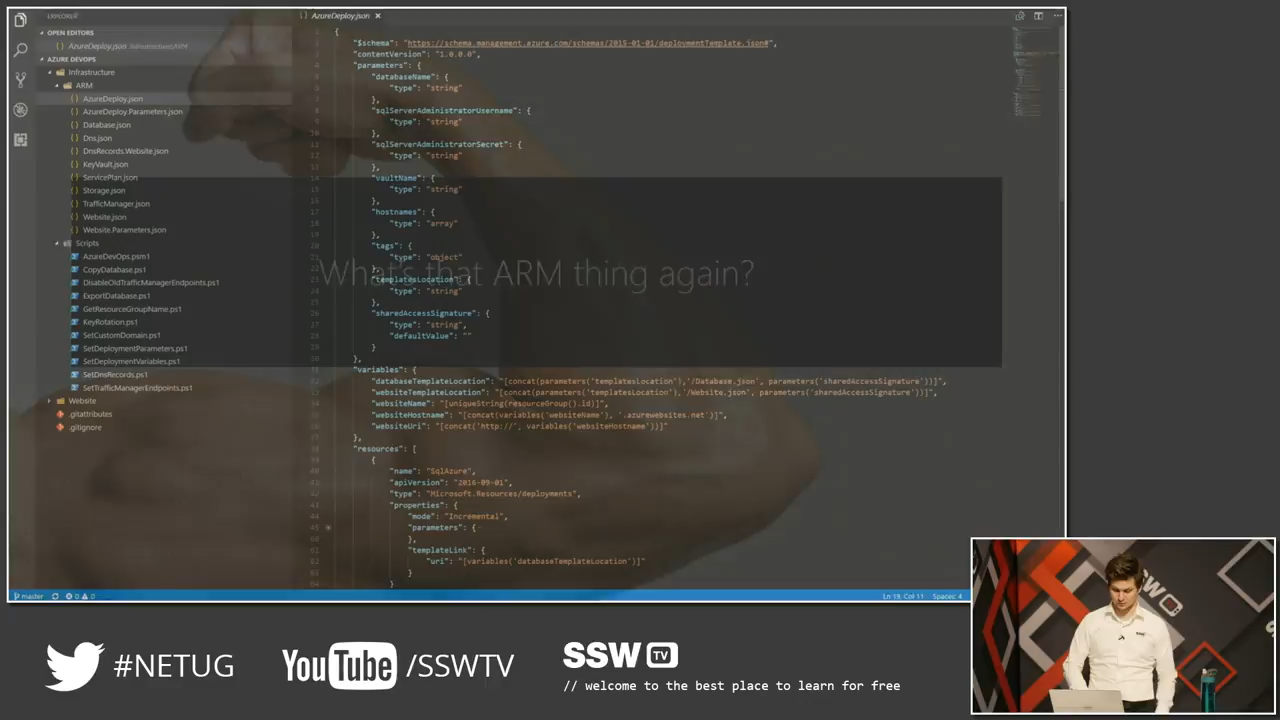 EXPLORER
OPEN EDITORS
AzureDeploy.json
AZURE DEVOPS
Infrastructure
ARM
AzureDeploy.json
AzureDeploy.Parameters.json
Database.json
Dns.json
DnsRecords.Website.json
KeyVault.json
ServicePlan.json
Storage.json
TrafficManager.json
Website.json
Website.Parameters.json
Scripts
AzureDevOps.psm1
CopyDatabase.ps1
DisableOldTrafficManagerEndpoints.ps1
ExportDatabase.ps1
GetResourceGroupName.ps1
KeyRotation.ps1
SetCustomDomain.ps1
SetDeploymentParameters.ps1
SetDeploymentVariables.ps1
SetDnsRecords.ps1
SetTrafficManagerEndpoints.ps1
Website
.gitattributes
.gitignore
{ } AzureDeploy.json ×
{
"$schema": "https://schema.management.azure.com/schemas/2015-01-01/deploymentTemplate.json#",
"contentVersion": "1.0.0.0",
"parameters": {
"databaseName": {
"type": "string"
},
"sqlServerAdministratorUsername": {
"type": "string"
},
"sqlServerAdministratorSecret": {
"type": "string"
},
"vaultName": {
"type": "string"
},
"hostnames": {
"type": "array"
},
"tags": {
"type": "object"
},
"templatesLocation": {
"type": "string"
},
"sharedAccessSignature": {
"type": "string",
"defaultValue": ""
}
},
"variables": {
"databaseTemplateLocation": "[concat(parameters('templatesLocation'),'/Database.json', parameters('sharedAccessSignature'))]",
"websiteTemplateLocation": "[concat(parameters('templatesLocation'),'/Website.json', parameters('sharedAccessSignature'))]",
"websiteName": "[uniqueString(resourceGroup().id)]",
"websiteHostname": "[concat(variables('websiteName'), '.azurewebsites.net')]",
"websiteUri": "[concat('http://', variables('websiteHostname'))]"
},
"resources": [
{
"name": "SqlAzure",
"apiVersion": "2016-09-01",
"type": "Microsoft.Resources/deployments",
"properties": {
"mode": "Incremental",
"parameters": {
},
"templateLink": {
"uri": "[variables('databaseTemplateLocation')]"
}
}
What's that ARM thing again?
master 0 0
Ln 19, Col 11 Spaces: 4
SSW
#NETUG
YouTube /SSWTV
SSW TV
// welcome to the best place to learn for free